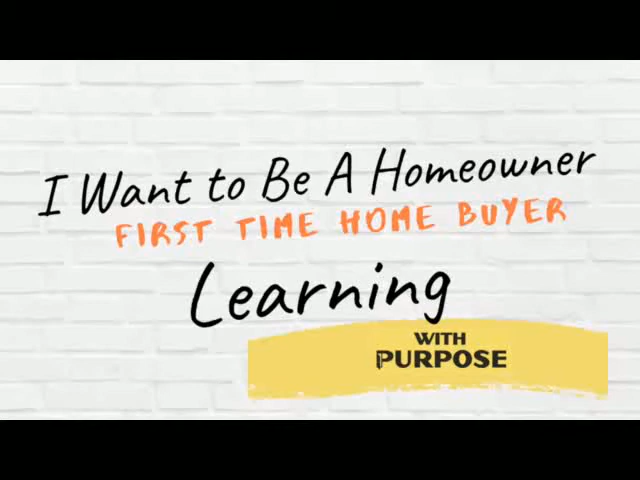 I Want to Be A Homeowner
FIRST TIME HOME BUYER
Learning
WITH
PURPOSE